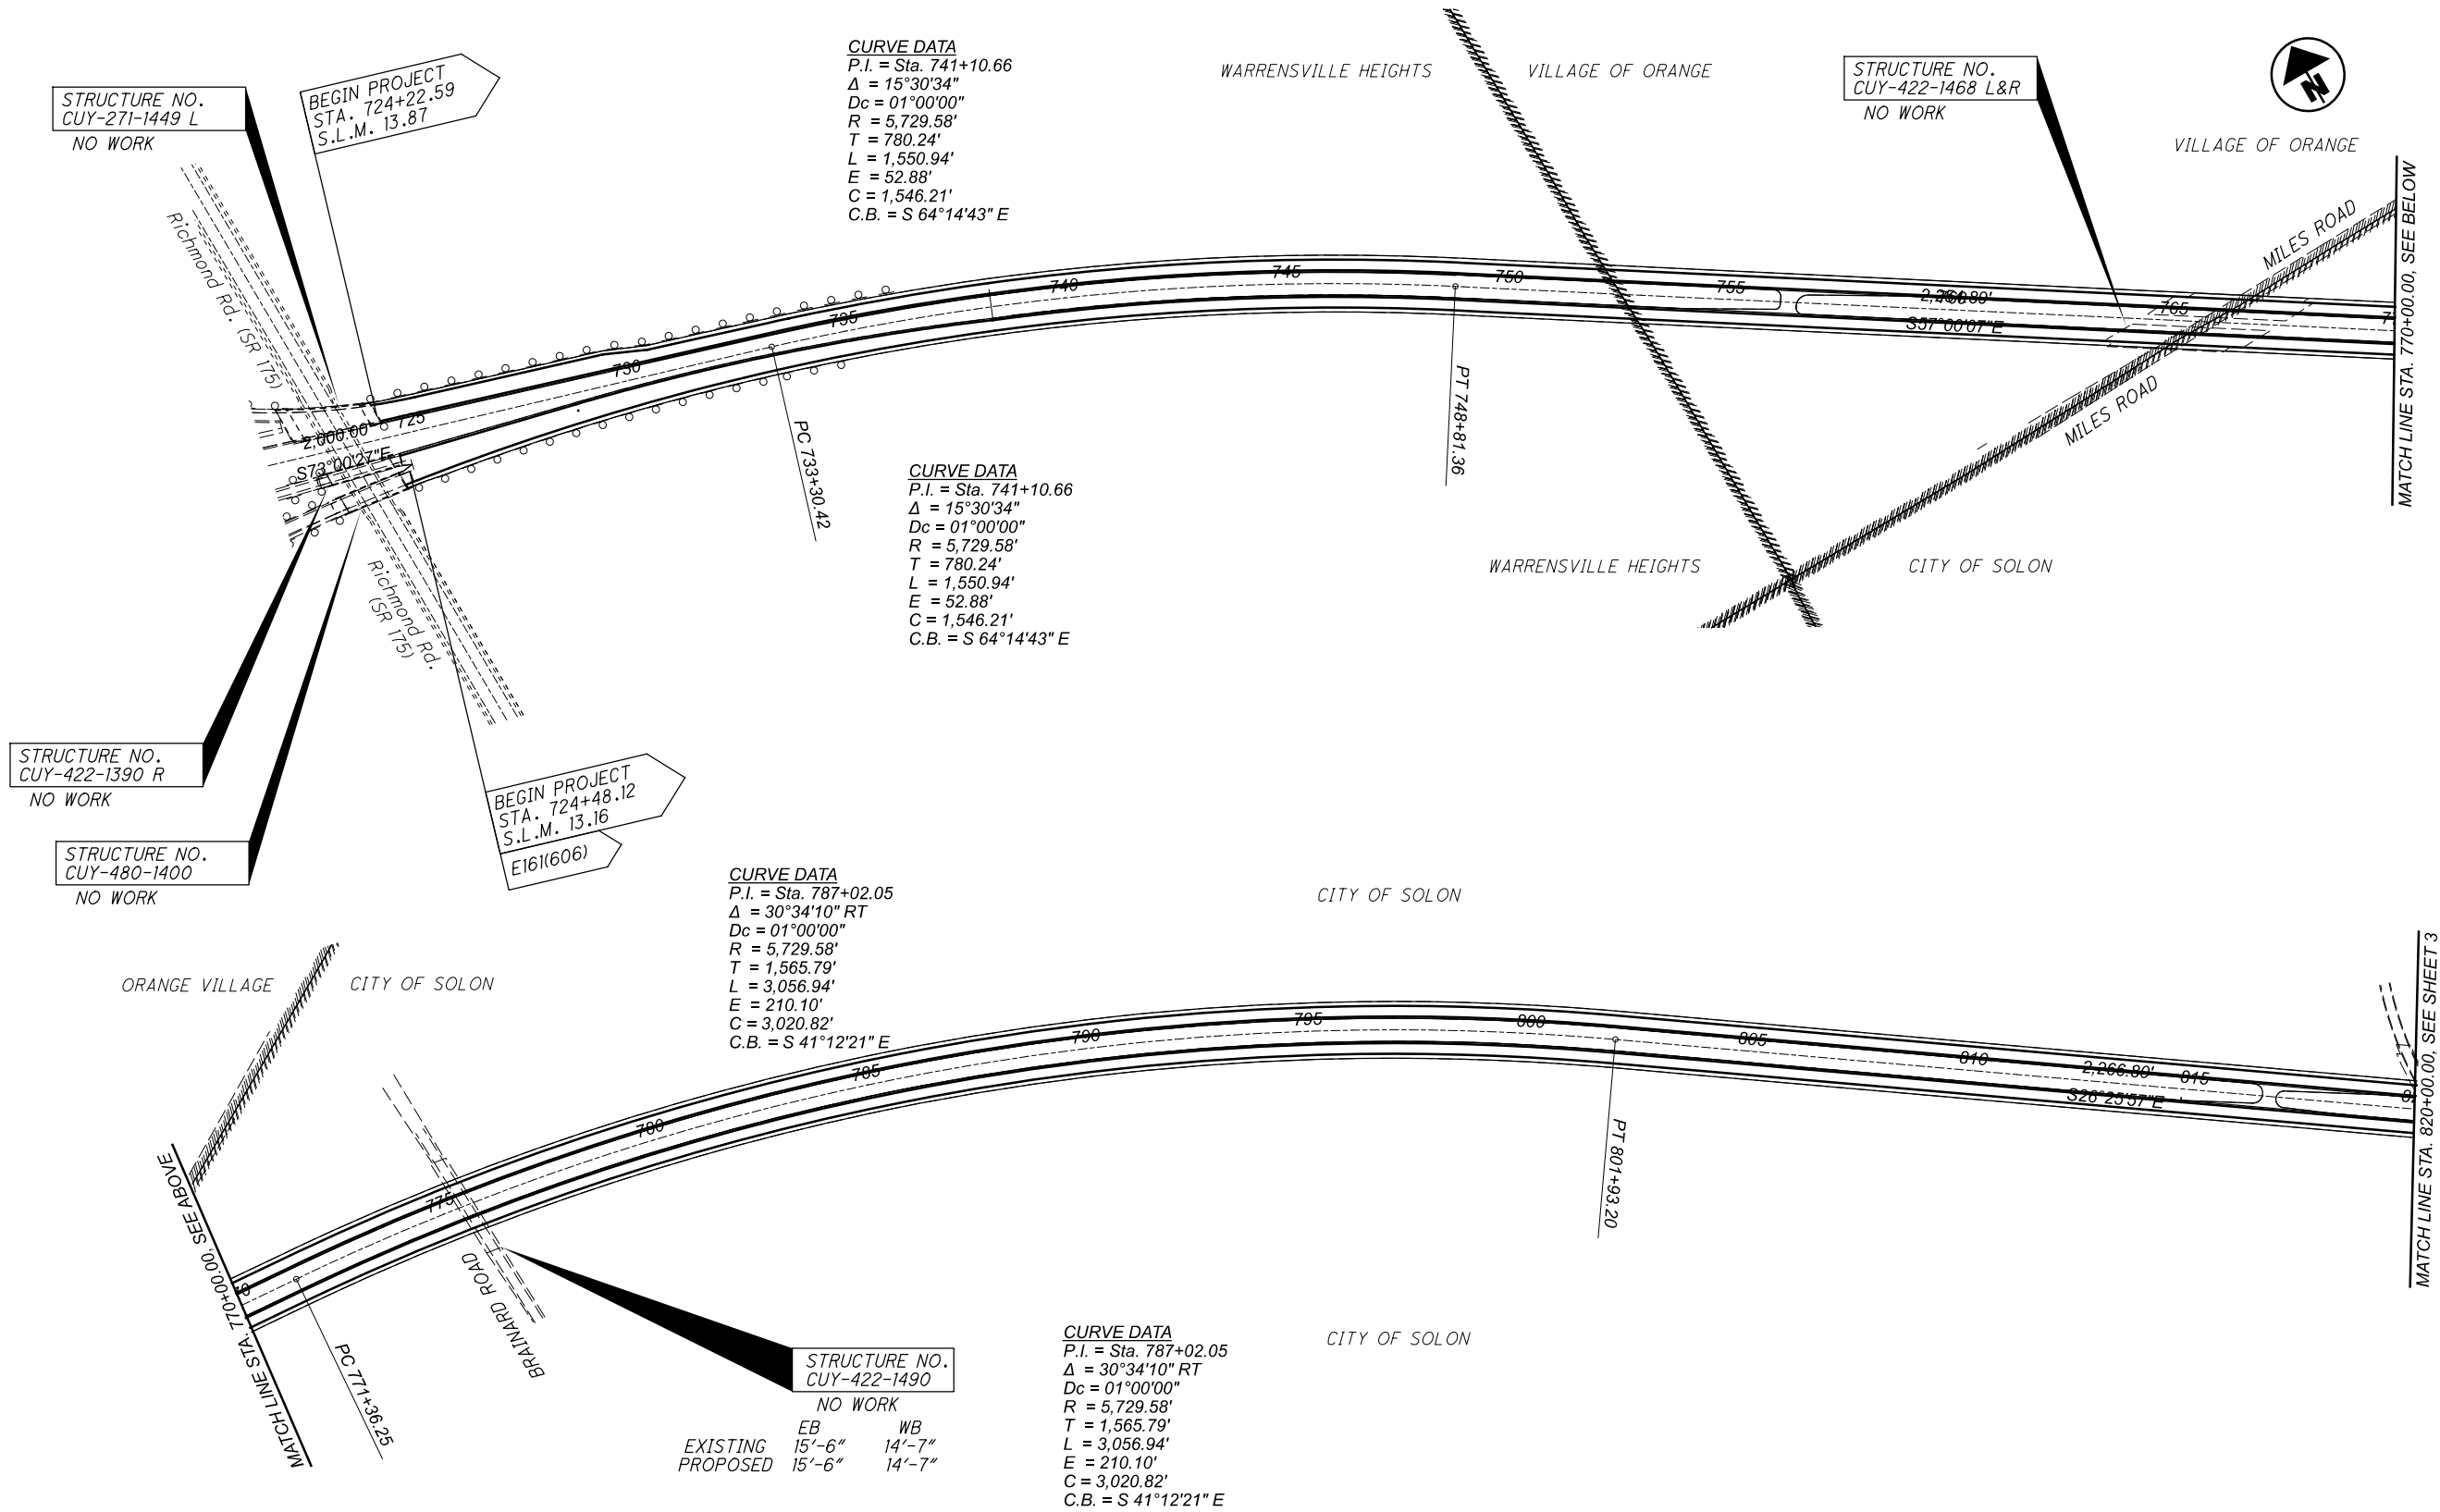 STRUCTURE NO.
CUY-271-1449 L
NO WORK
BEGIN PROJECT
STA. 724+22.59
S.L.M. 13.87
CURVE DATA
P.I. = Sta. 741+10.66
Δ = 15°30'34"
Dc = 01°00'00"
R = 5,729.58'
T = 780.24'
L = 1,550.94'
E = 52.88'
C = 1,546.21'
C.B. = S 64°14'43" E
WARRENSVILLE HEIGHTS
VILLAGE OF ORANGE
STRUCTURE NO.
CUY-422-1468 L&R
NO WORK
N
VILLAGE OF ORANGE
MILES ROAD
MATCH LINE STA. 770+00.00, SEE BELOW
Richmond Rd. (SR 175)
2,000.00'
S73°00'27"E
725
730
735
740
745
750
755
2,254.80'
S57°00'07"E
765
PC 733+30.42
PT 748+81.36
MILES ROAD
CURVE DATA
P.I. = Sta. 741+10.66
Δ = 15°30'34"
Dc = 01°00'00"
R = 5,729.58'
T = 780.24'
L = 1,550.94'
E = 52.88'
C = 1,546.21'
C.B. = S 64°14'43" E
WARRENSVILLE HEIGHTS
CITY OF SOLON
Richmond Rd.
(SR 175)
STRUCTURE NO.
CUY-422-1390 R
NO WORK
BEGIN PROJECT
STA. 724+48.12
S.L.M. 13.16
E161(606)
STRUCTURE NO.
CUY-480-1400
NO WORK
CURVE DATA
P.I. = Sta. 787+02.05
Δ = 30°34'10" RT
Dc = 01°00'00"
R = 5,729.58'
T = 1,565.79'
L = 3,056.94'
E = 210.10'
C = 3,020.82'
C.B. = S 41°12'21" E
CITY OF SOLON
ORANGE VILLAGE
CITY OF SOLON
MATCH LINE STA. 770+00.00, SEE ABOVE
775
780
785
790
795
800
805
810
2,266.80'
815
S26°25'57"E
MATCH LINE STA. 820+00.00, SEE SHEET 3
PC 771+36.25
BRAINARD ROAD
PT 801+93.20
STRUCTURE NO.
CUY-422-1490
NO WORK
EB WB
EXISTING 15'-6" 14'-7"
PROPOSED 15'-6" 14'-7"
CURVE DATA
P.I. = Sta. 787+02.05
Δ = 30°34'10" RT
Dc = 01°00'00"
R = 5,729.58'
T = 1,565.79'
L = 3,056.94'
E = 210.10'
C = 3,020.82'
C.B. = S 41°12'21" E
CITY OF SOLON